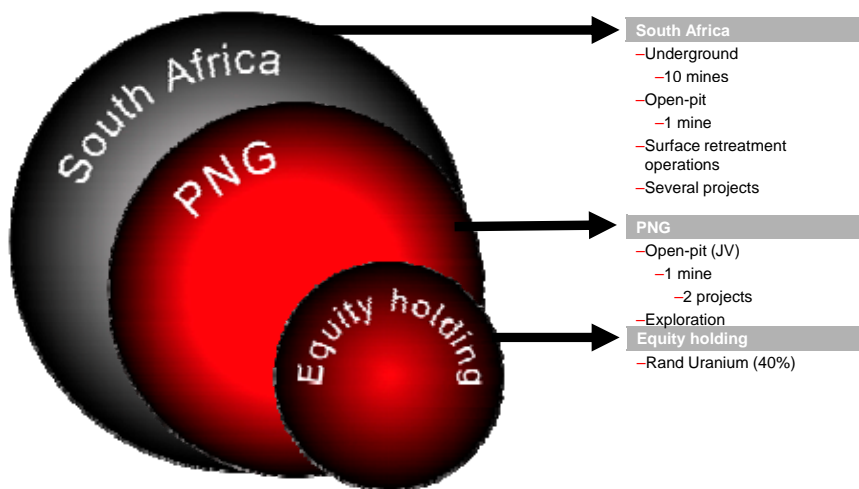 South Africa
PNG
Equity holding
South Africa
–Underground
–10 mines
–Open-pit
–1 mine
–Surface retreatment
operations
–Several projects
PNG
–Open-pit (JV)
–1 mine
–2 projects
–Exploration
Equity holding
–Rand Uranium (40%)